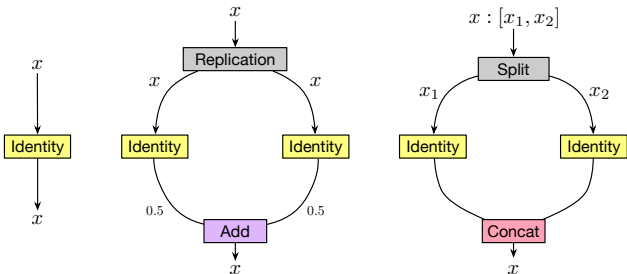 x
Identity
x
x
Replication
x x
Identity Identity
0.5 0.5
Add
x
x : [x₁, x₂]
Split
x₁ x₂
Identity Identity
Concat
x